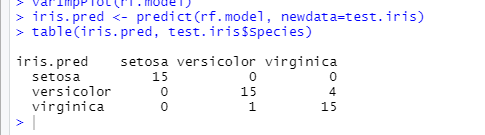 > varImpPlot(rf.model)
> iris.pred <- predict(rf.model, newdata=test.iris)
> table(iris.pred, test.iris$Species)
iris.pred    setosa versicolor virginica
  setosa         15          0         0
  versicolor      0         15         4
  virginica       0          1        15
>